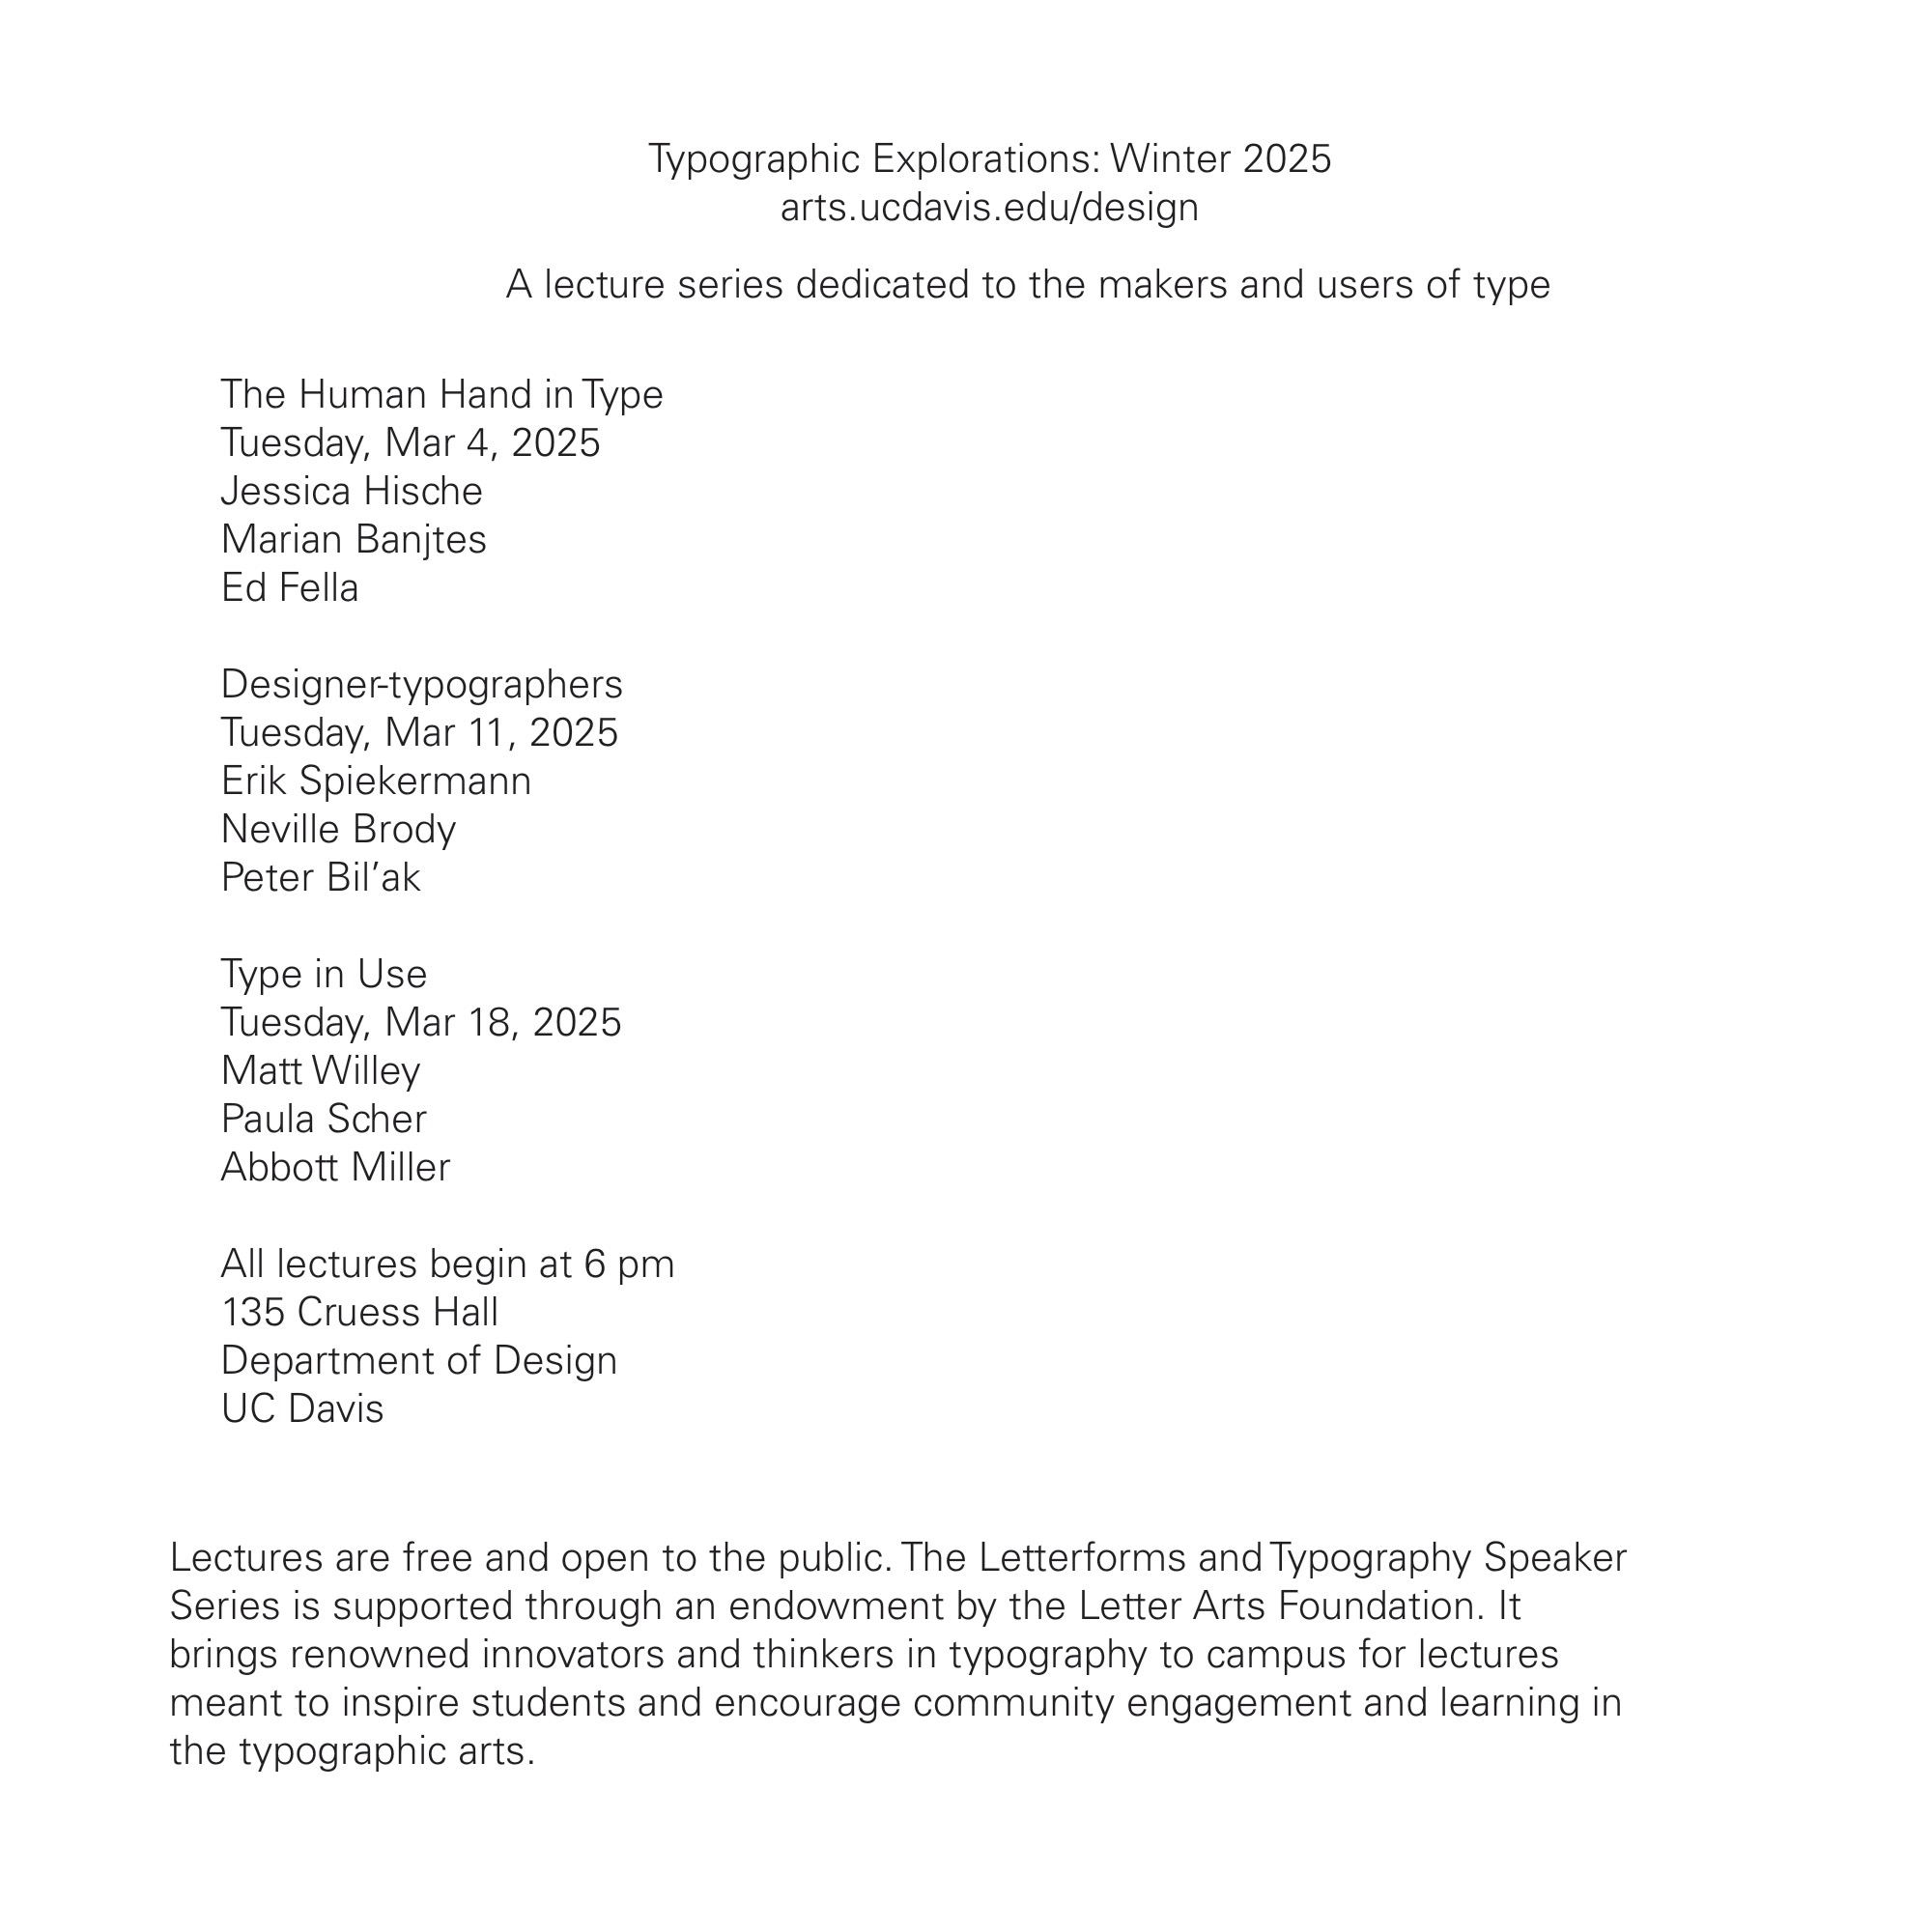 Typographic Explorations: Winter 2025
arts.ucdavis.edu/design
A lecture series dedicated to the makers and users of type
The Human Hand in Type
Tuesday, Mar 4, 2025
Jessica Hische
Marian Banjtes
Ed Fella
Designer-typographers
Tuesday, Mar 11, 2025
Erik Spiekermann
Neville Brody
Peter Bil’ak
Type in Use
Tuesday, Mar 18, 2025
Matt Willey
Paula Scher
Abbott Miller
All lectures begin at 6 pm
135 Cruess Hall
Department of Design
UC Davis
Lectures are free and open to the public. The Letterforms and Typography Speaker
Series is supported through an endowment by the Letter Arts Foundation. It
brings renowned innovators and thinkers in typography to campus for lectures
meant to inspire students and encourage community engagement and learning in
the typographic arts.